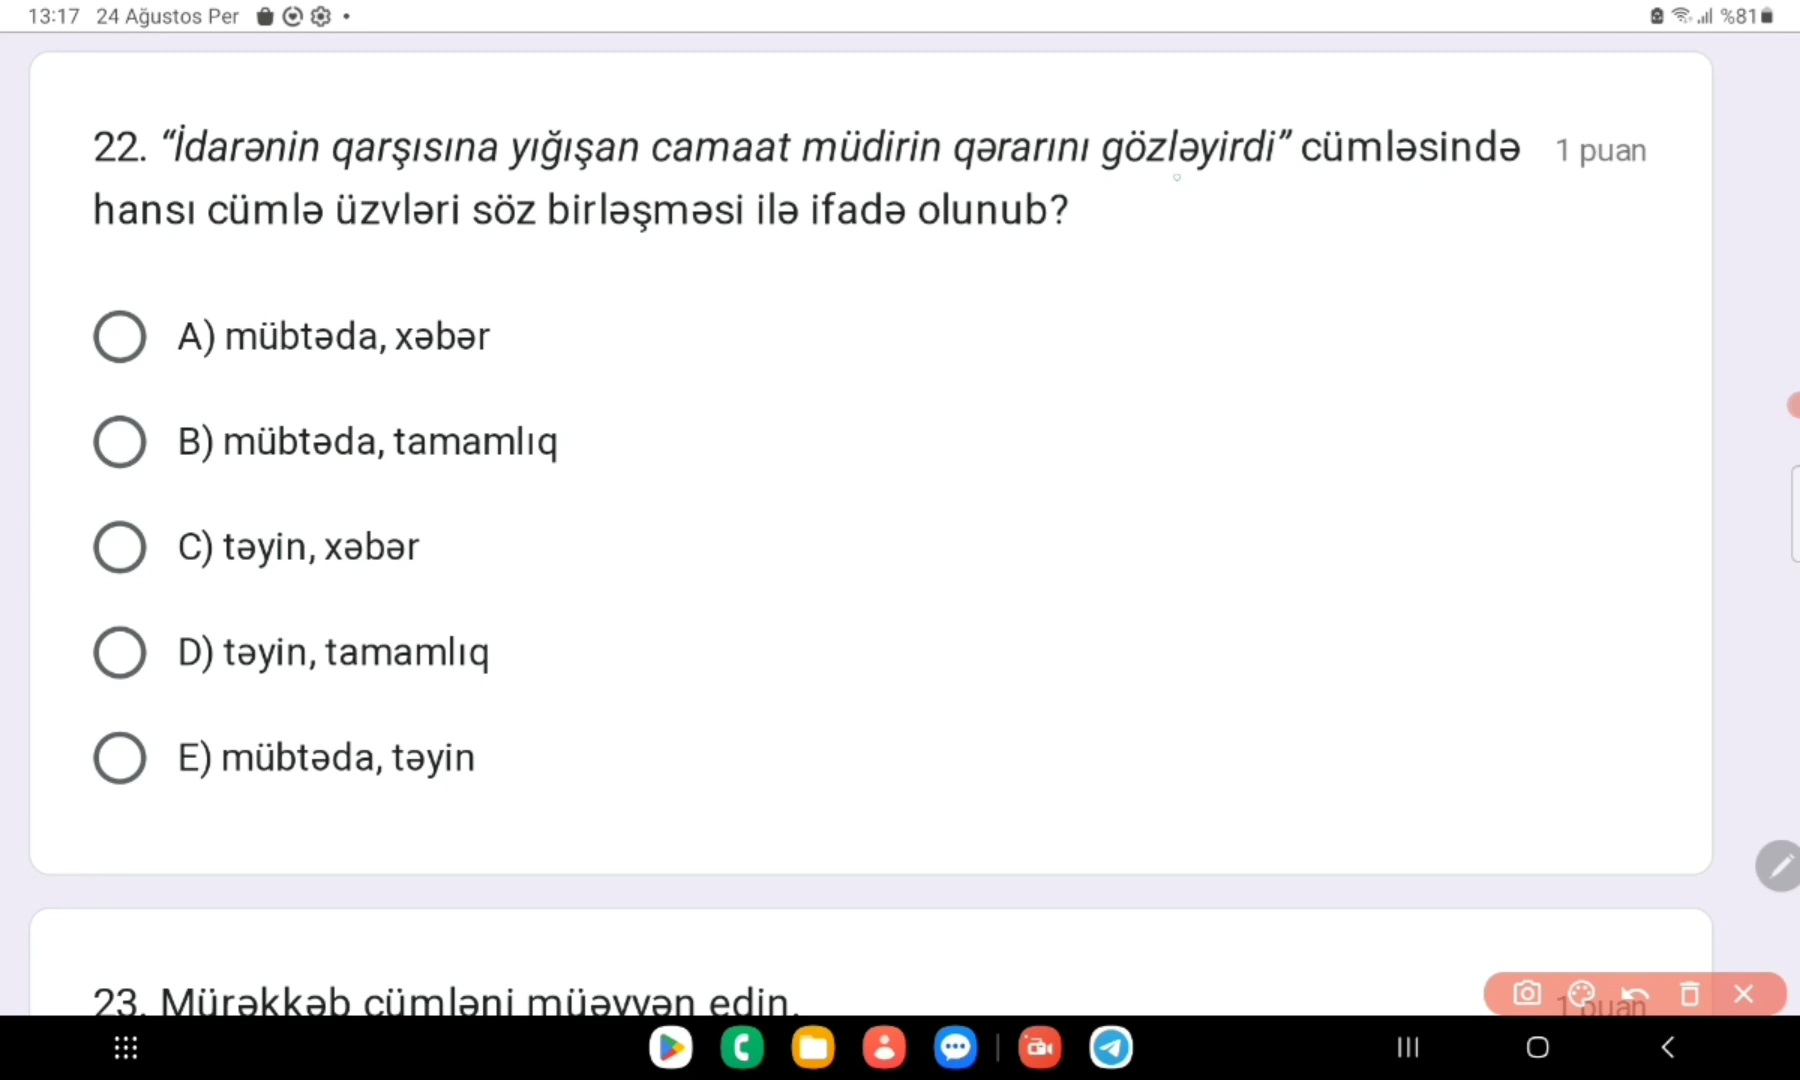 13:17 24 Ağustos Per
%81
22. “İdarənin qarşısına yığışan camaat müdirin qərarını gözləyirdi” cümləsində 1 puan
hansı cümlə üzvləri söz birləşməsi ilə ifadə olunub?
A) mübtəda, xəbər
B) mübtəda, tamamlıq
C) təyin, xəbər
D) təyin, tamamlıq
E) mübtəda, təyin
23. Mürəkkəb cümləni müəyyən edin. 1 puan